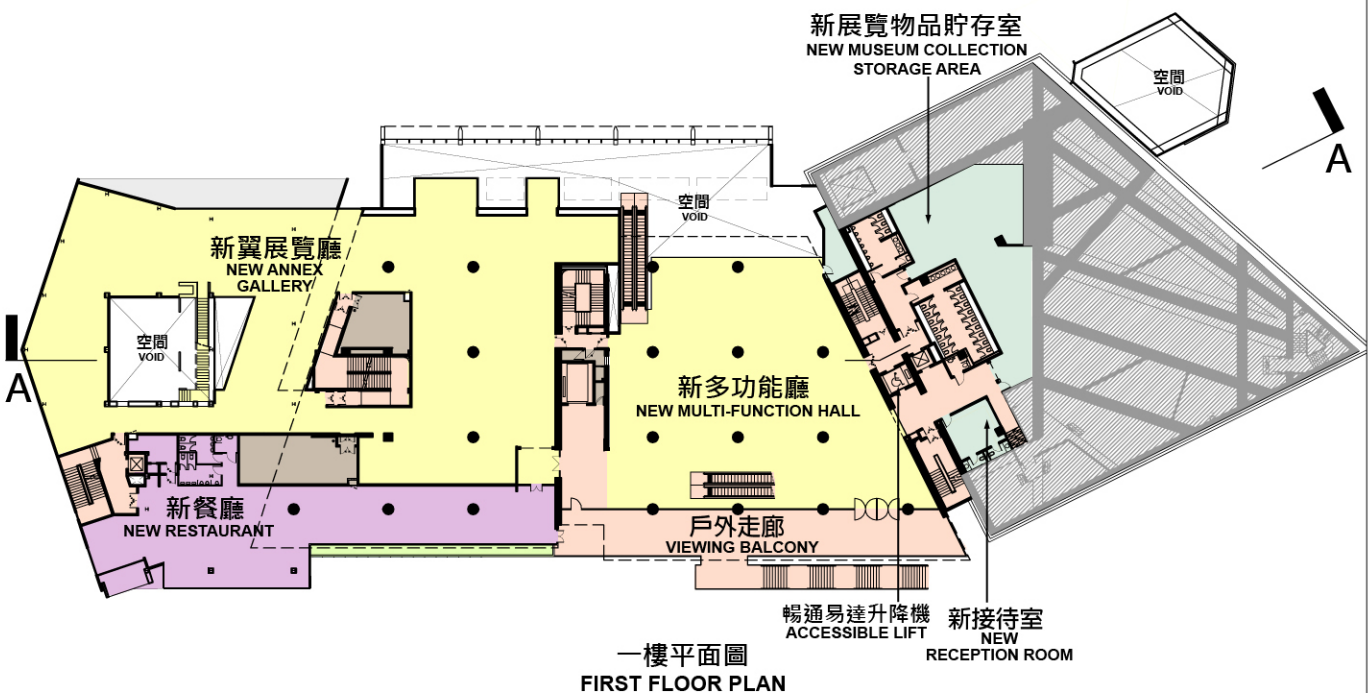 新展覽物品貯存室
NEW MUSEUM COLLECTION
STORAGE AREA
空間
VOID
A
空間
VOID
新翼展覽廳
NEW ANNEX
GALLERY
空間
VOID
A
新多功能廳
NEW MULTI-FUNCTION HALL
新餐廳
NEW RESTAURANT
戶外走廊
VIEWING BALCONY
暢通易達升降機
ACCESSIBLE LIFT
新接待室
NEW
RECEPTION ROOM
一樓平面圖
FIRST FLOOR PLAN